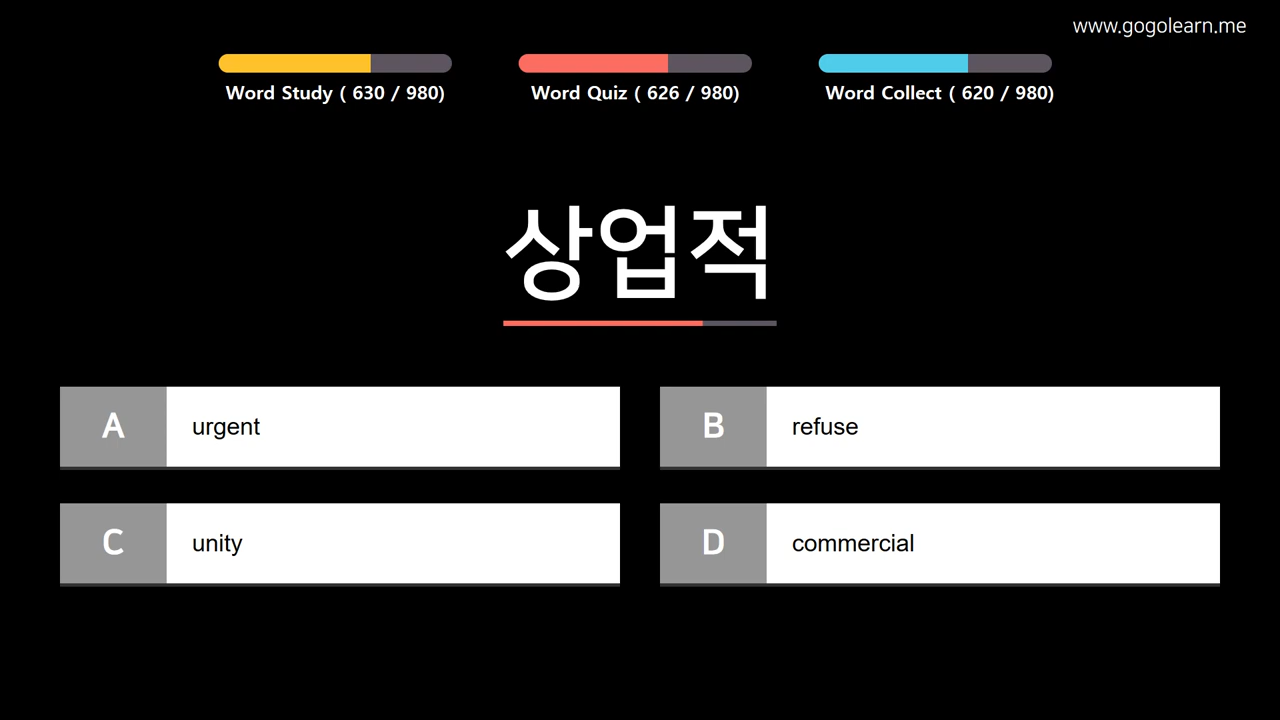 www.gogolearn.me
Word Study ( 630 / 980)
Word Quiz ( 626 / 980)
Word Collect ( 620 / 980)
상업적
A urgent
B refuse
C unity
D commercial